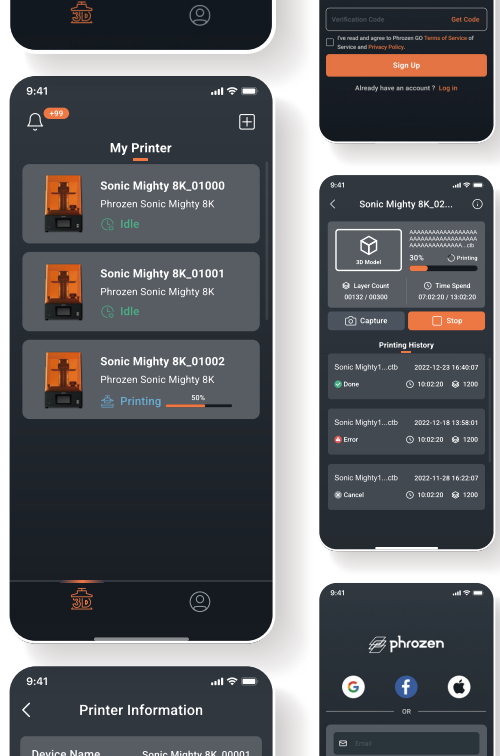 3D
9:41
+99
My Printer
Sonic Mighty 8K_01000
Phrozen Sonic Mighty 8K
Idle
Sonic Mighty 8K_01001
Phrozen Sonic Mighty 8K
Idle
Sonic Mighty 8K_01002
Phrozen Sonic Mighty 8K
Printing 50%
3D
9:41
Printer Information
Device Name Sonic Mighty 8K_00001
Verification Code Get Code
I've read and agree to Phrozen GO Terms of Service of
Service and Privacy Policy.
Sign Up
Already have an account ? Log in
9:41
Sonic Mighty 8K_02...
3D Model
AAAAAAAAAAAAAAAAA
AAAAAAAAAAAAAAAAA
AAAAAAAAAAAAA...ctb
30% Printing
Layer Count Time Spend
00132 / 00300 07:02:20 / 13:02:20
Capture Stop
Printing History
Sonic Mighty1...ctb 2022-12-23 16:40:07
Done 10:02:20 1200
Sonic Mighty1...ctb 2022-12-18 13:58:01
Error 10:02:20 1200
Sonic Mighty1...ctb 2022-11-28 16:22:07
Cancel 10:02:20 1200
9:41
phrozen
G f
OR
Email